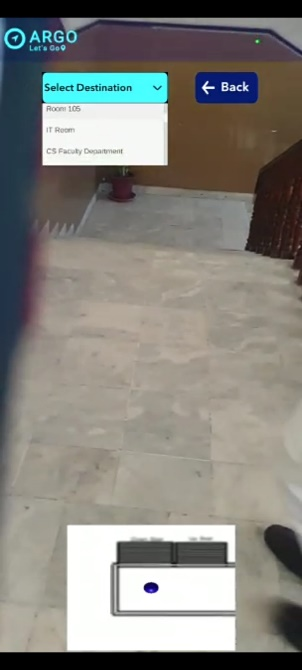 ARGO
Let's Go
Select Destination
Back
Room 105
IT Room
CS Faculty Department